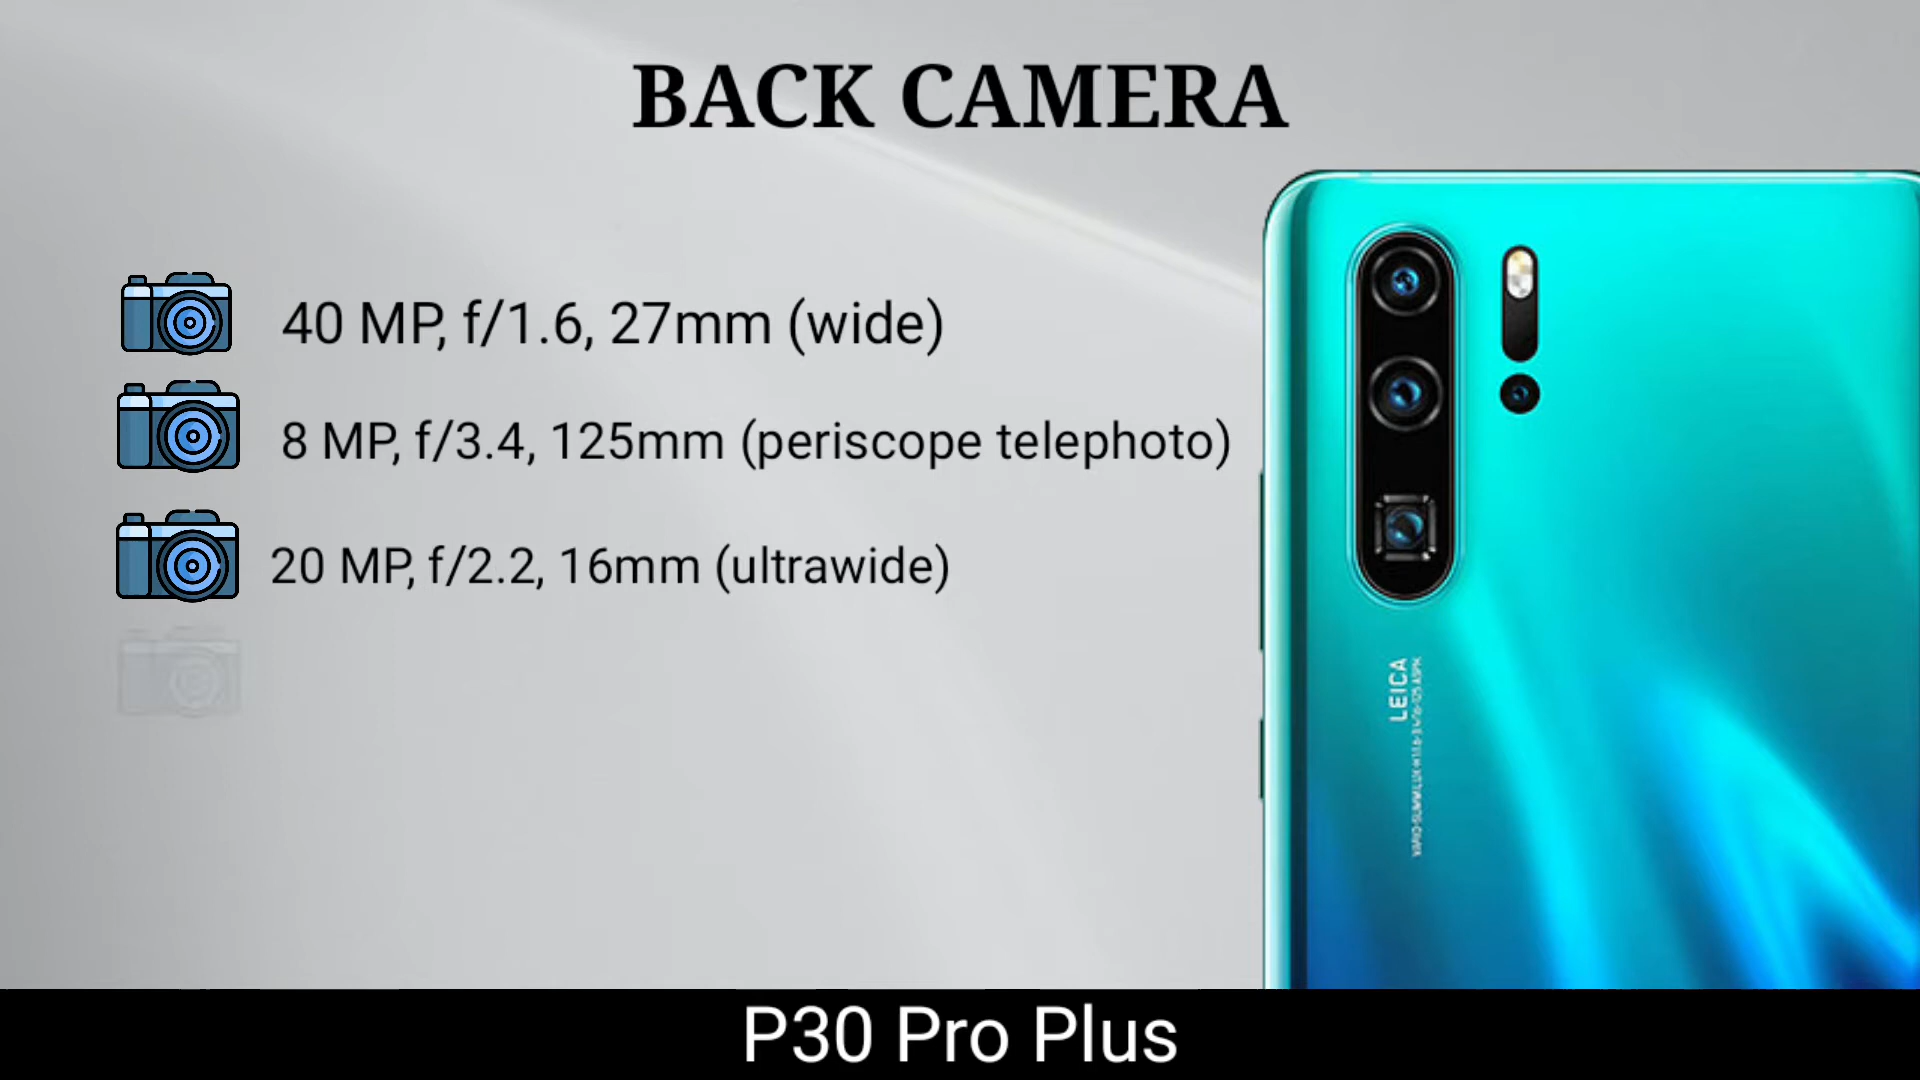 BACK CAMERA
40 MP, f/1.6, 27mm (wide)
8 MP, f/3.4, 125mm (periscope telephoto)
20 MP, f/2.2, 16mm (ultrawide)
LEICA
P30 Pro Plus